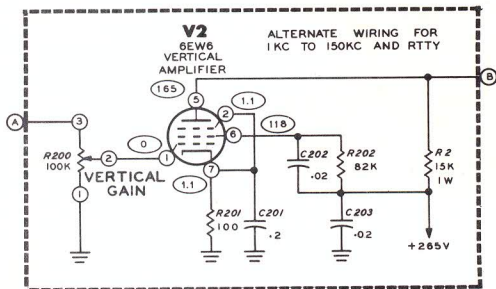 V2
6EW6
VERTICAL
AMPLIFIER
ALTERNATE WIRING FOR
1KC TO 150KC AND RTTY
B
165
5
1.1
2
118
A
3
0
6
R200
100K
2
1
C202
.02
R202
82K
R2
15K
1W
VERTICAL
GAIN
1.1
7
1
R201
100
C201
.2
C203
.02
+265V